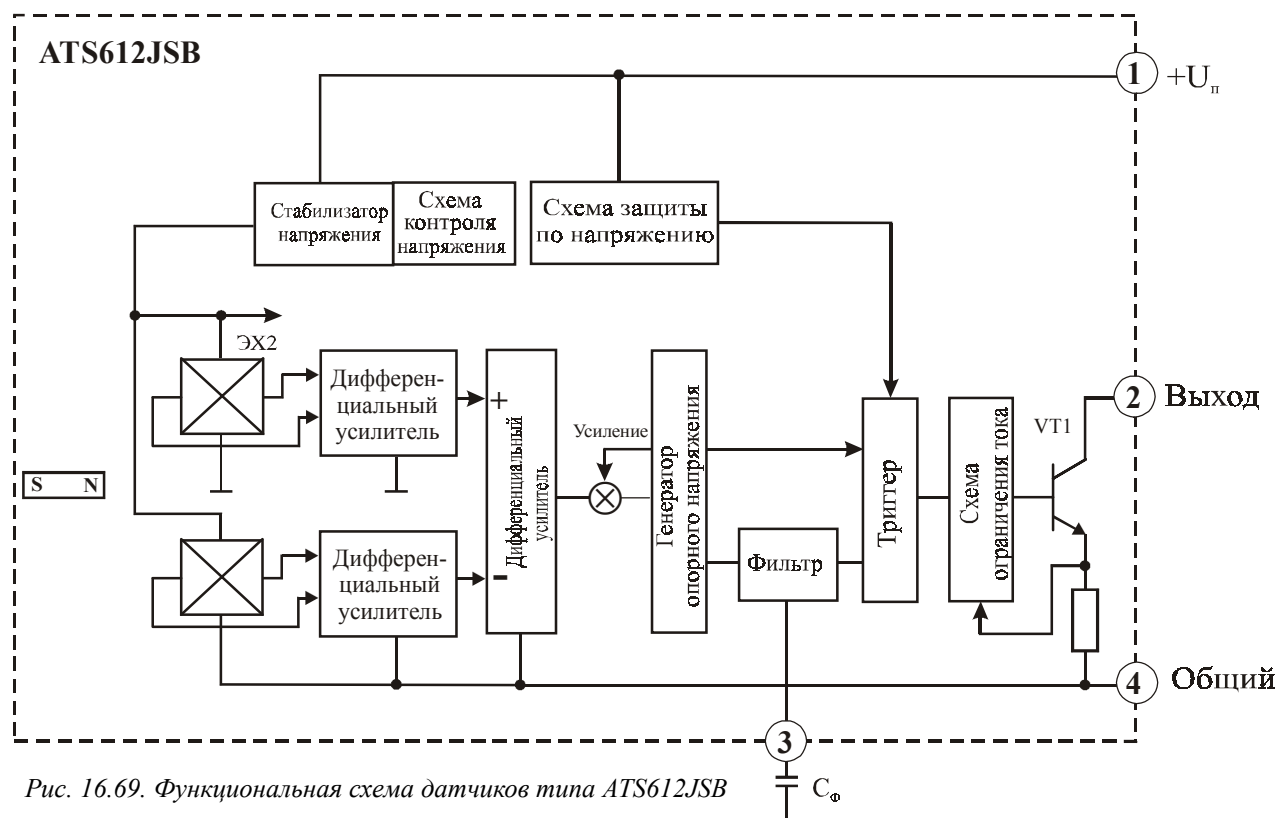 ATS612JSB
1
+Uп
Стабилизатор
напряжения
Схема
контроля
напряжения
Схема защиты
по напряжению
ЭХ2
Дифферен-
циальный
усилитель
+
Дифференциальный
усилитель
-
Усиление
Генератор
опорного напряжения
Триггер
Схема
ограничения тока
VT1
2
Выход
S N
Дифферен-
циальный
усилитель
Фильтр
4
Общий
3
CФ
Рис. 16.69. Функциональная схема датчиков типа ATS612JSB